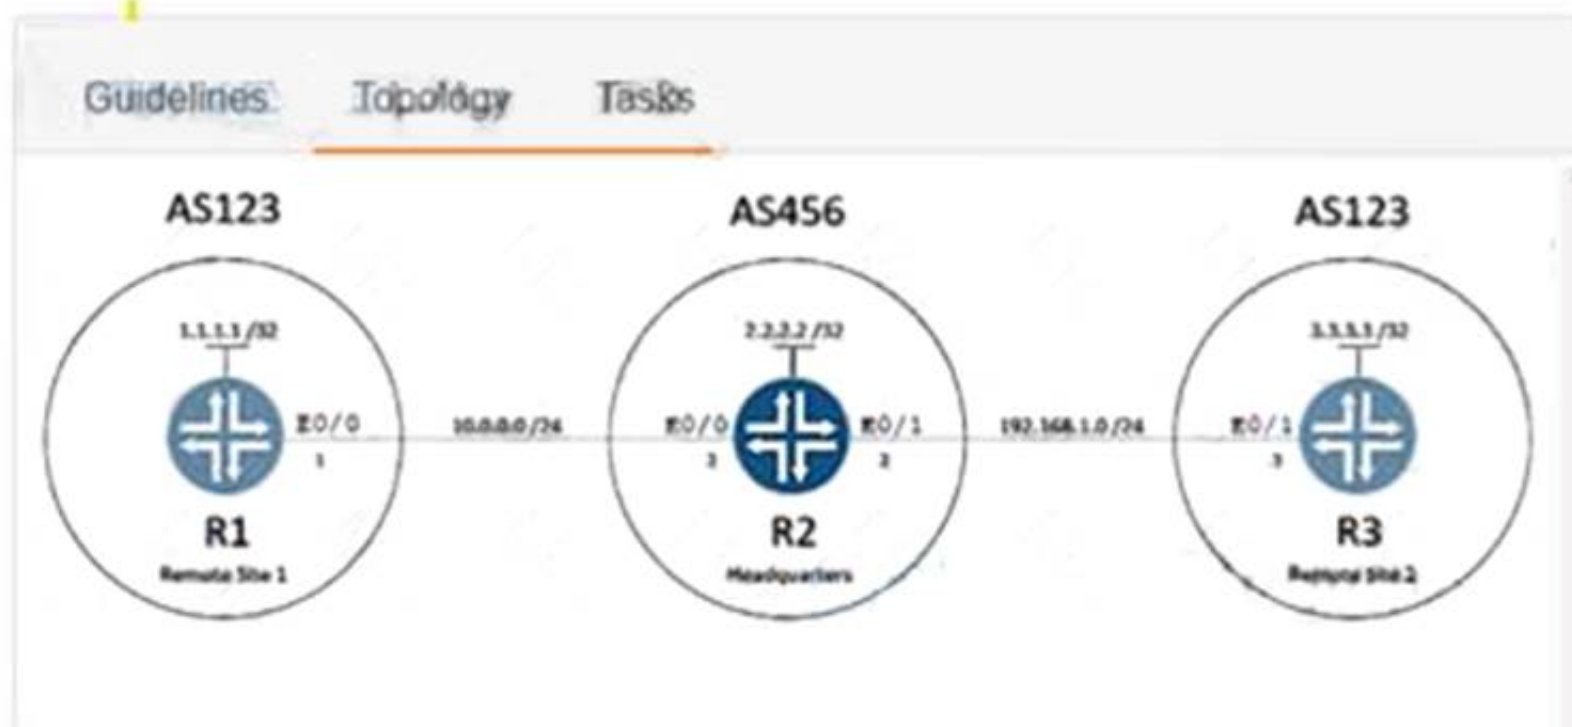 Guidelines Topology Tasks
AS123 AS456 AS123
1.1.1.1/32 2.2.2.2/32 3.3.3.3/32
E0/0 10.0.0.0/24 E0/0 E0/1 192.168.1.0/24 E0/1
1 2 2 .3
R1 R2 R3
Remote Site 1 Headquarters Remote Site 2